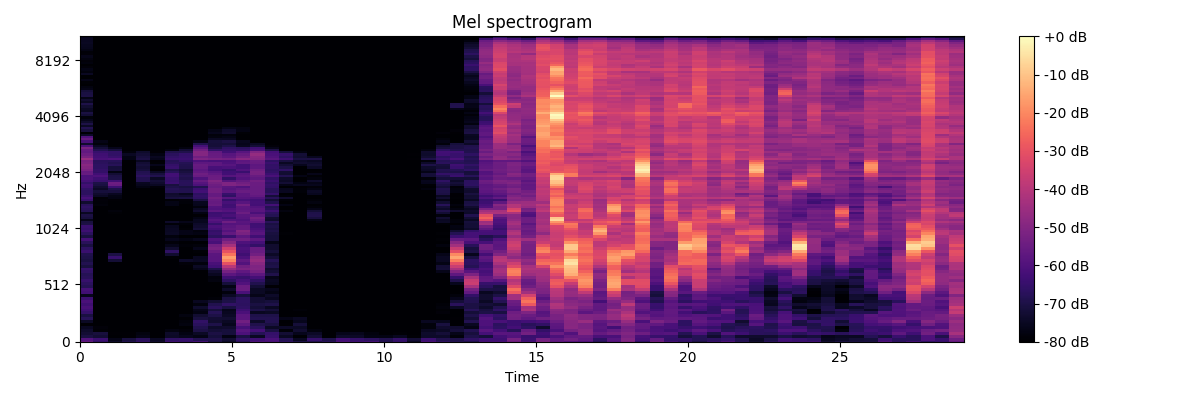 Mel spectrogram
8192
4096
2048
1024
512
0
Hz
0 5 10 15 20 25
Time
+0 dB
-10 dB
-20 dB
-30 dB
-40 dB
-50 dB
-60 dB
-70 dB
-80 dB